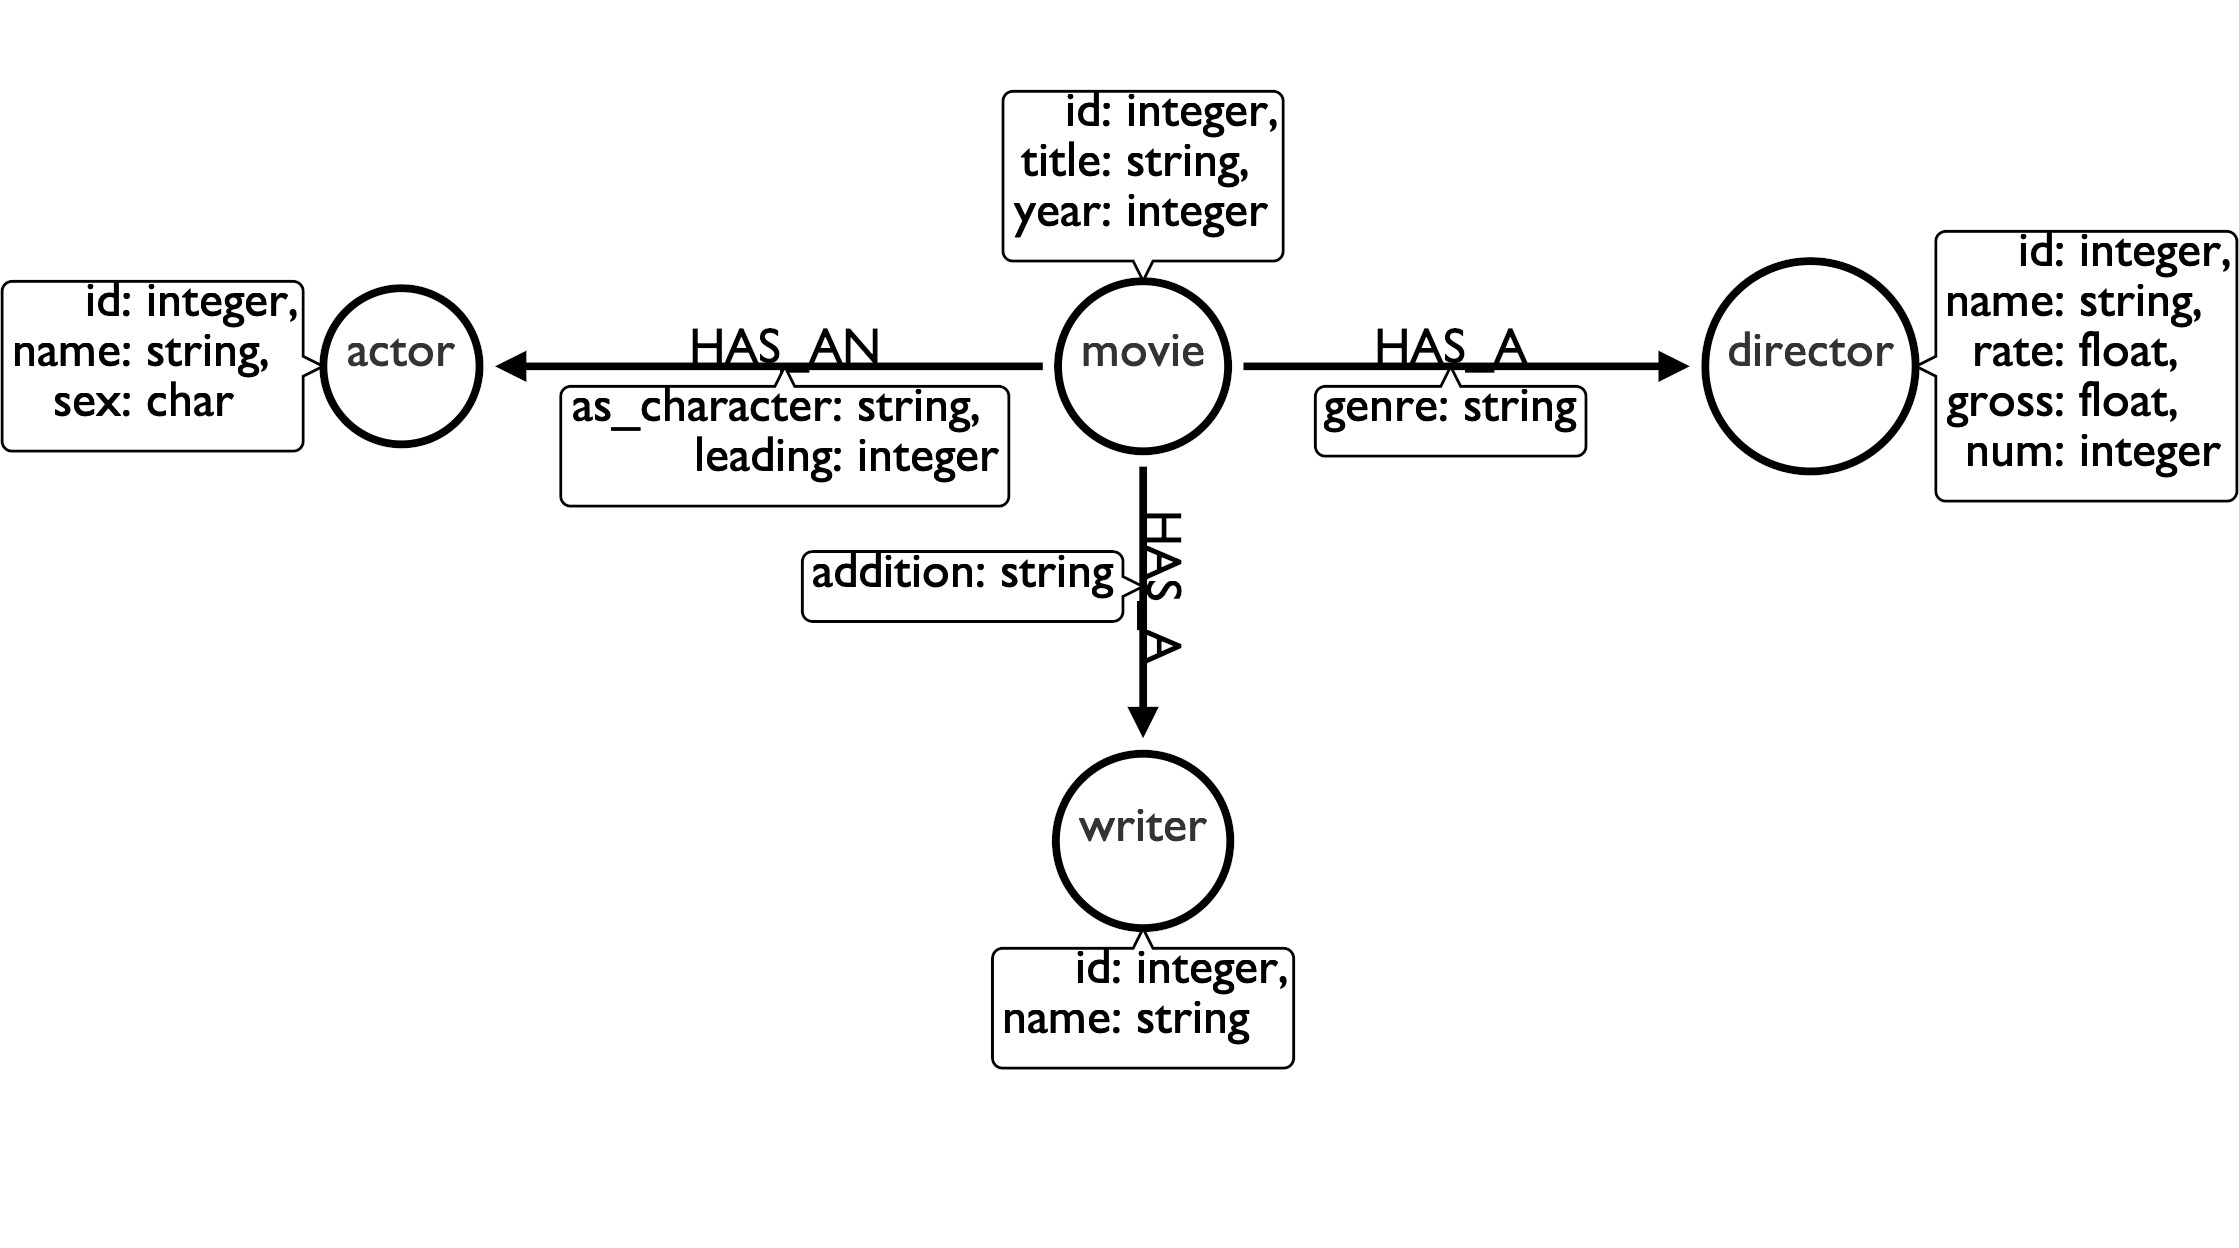 id: integer,
title: string,
year: integer
id: integer,
name: string,
sex: char
actor
HAS_AN
as_character: string,
leading: integer
movie
HAS_A
genre: string
director
id: integer,
name: string,
rate: float,
gross: float,
num: integer
addition: string
HAS_A
writer
id: integer,
name: string